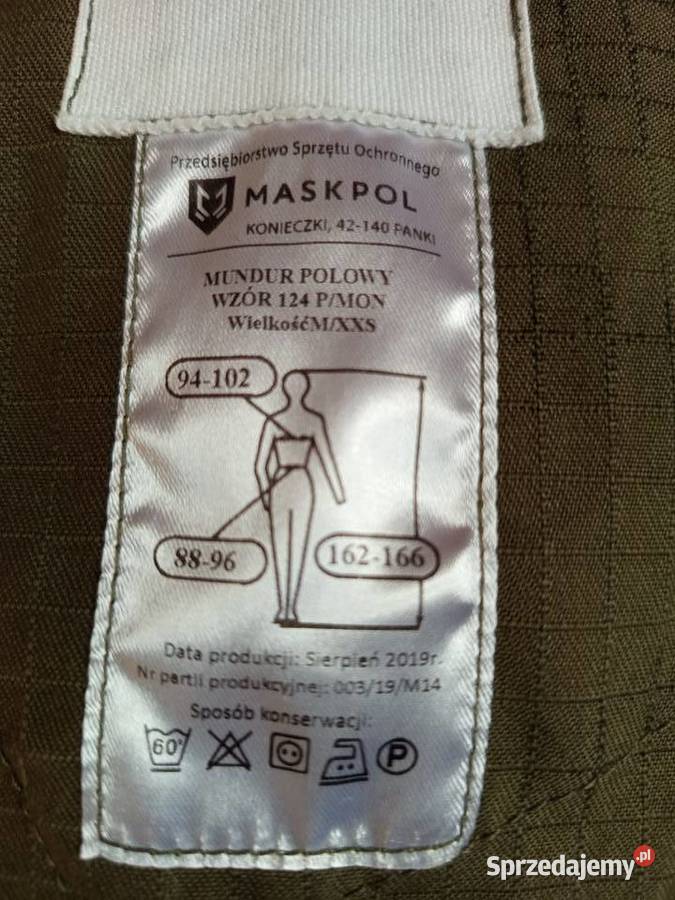 Przedsiębiorstwo Sprzętu Ochronnego
MASKPOL
KONIECZKI, 42-140 PANKI
MUNDUR POLOWY
WZÓR 124 P/MON
WielkośćM/XXS
94-102
88-96
162-166
Data produkcji: Sierpień 2019r.
Nr partii produkcyjnej: 003/19/M14
Sposób konserwacji:
60°
P
Sprzedajemy.pl